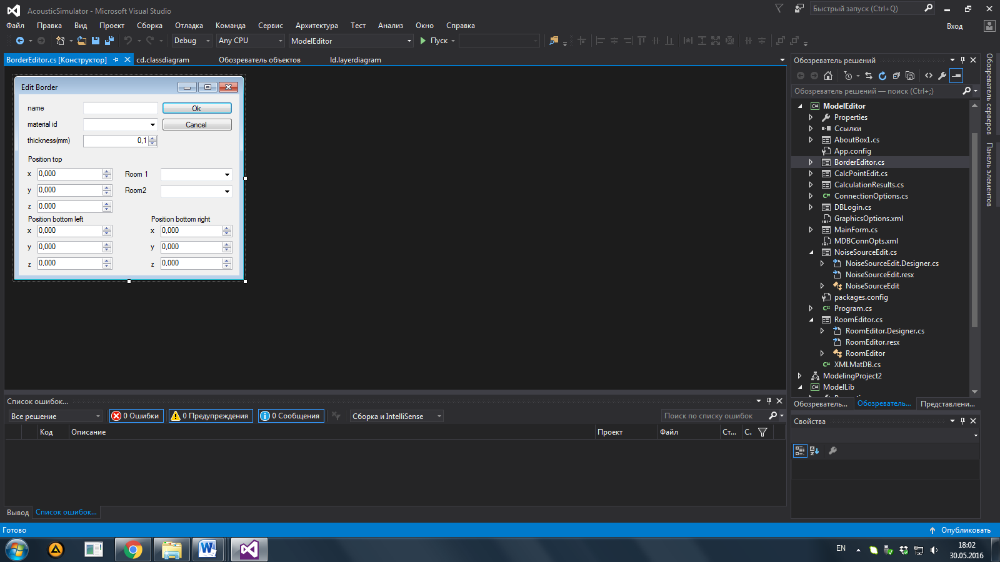 AcousticSimulator - Microsoft Visual Studio
Быстрый запуск (Ctrl+Q)
Файл Правка Вид Проект Сборка Отладка Команда Сервис Архитектура Тест Анализ Окно Справка
Вход
Debug Any CPU ModelEditor Пуск
BorderEditor.cs [Конструктор] cd.classdiagram Обозреватель объектов ld.layerdiagram
Edit Border
name
Ok
material id
Cancel
thickness(mm) 0,1
Position top
x 0,000 Room 1
y 0,000 Room2
z 0,000
Position bottom left Position bottom right
x 0,000 x 0,000
y 0,000 y 0,000
z 0,000 z 0,000
Обозреватель решений
Обозреватель решений — поиск (Ctrl+;)
ModelEditor
Properties
Ссылки
AboutBox1.cs
App.config
BorderEditor.cs
CalcPointEdit.cs
CalculationResults.cs
ConnectionOptions.cs
DBLogin.cs
GraphicsOptions.xml
MainForm.cs
MDBConnOpts.xml
NoiseSourceEdit.cs
NoiseSourceEdit.Designer.cs
NoiseSourceEdit.resx
NoiseSourceEdit
packages.config
Program.cs
RoomEditor.cs
RoomEditor.Designer.cs
RoomEditor.resx
RoomEditor
XMLMatDB.cs
ModelingProject2
ModelLib
Обозреватель... Обозреватель... Представлени...
Свойства
Обозреватель серверов
Панель элементов
Список ошибок...
Все решение 0 Ошибки 0 Предупреждения 0 Сообщения Сборка и IntelliSense Поиск по списку ошибок
Код Описание Проект Файл Ст... С.
Вывод Список ошибок...
Готово
Опубликовать
EN
18:02
30.05.2016